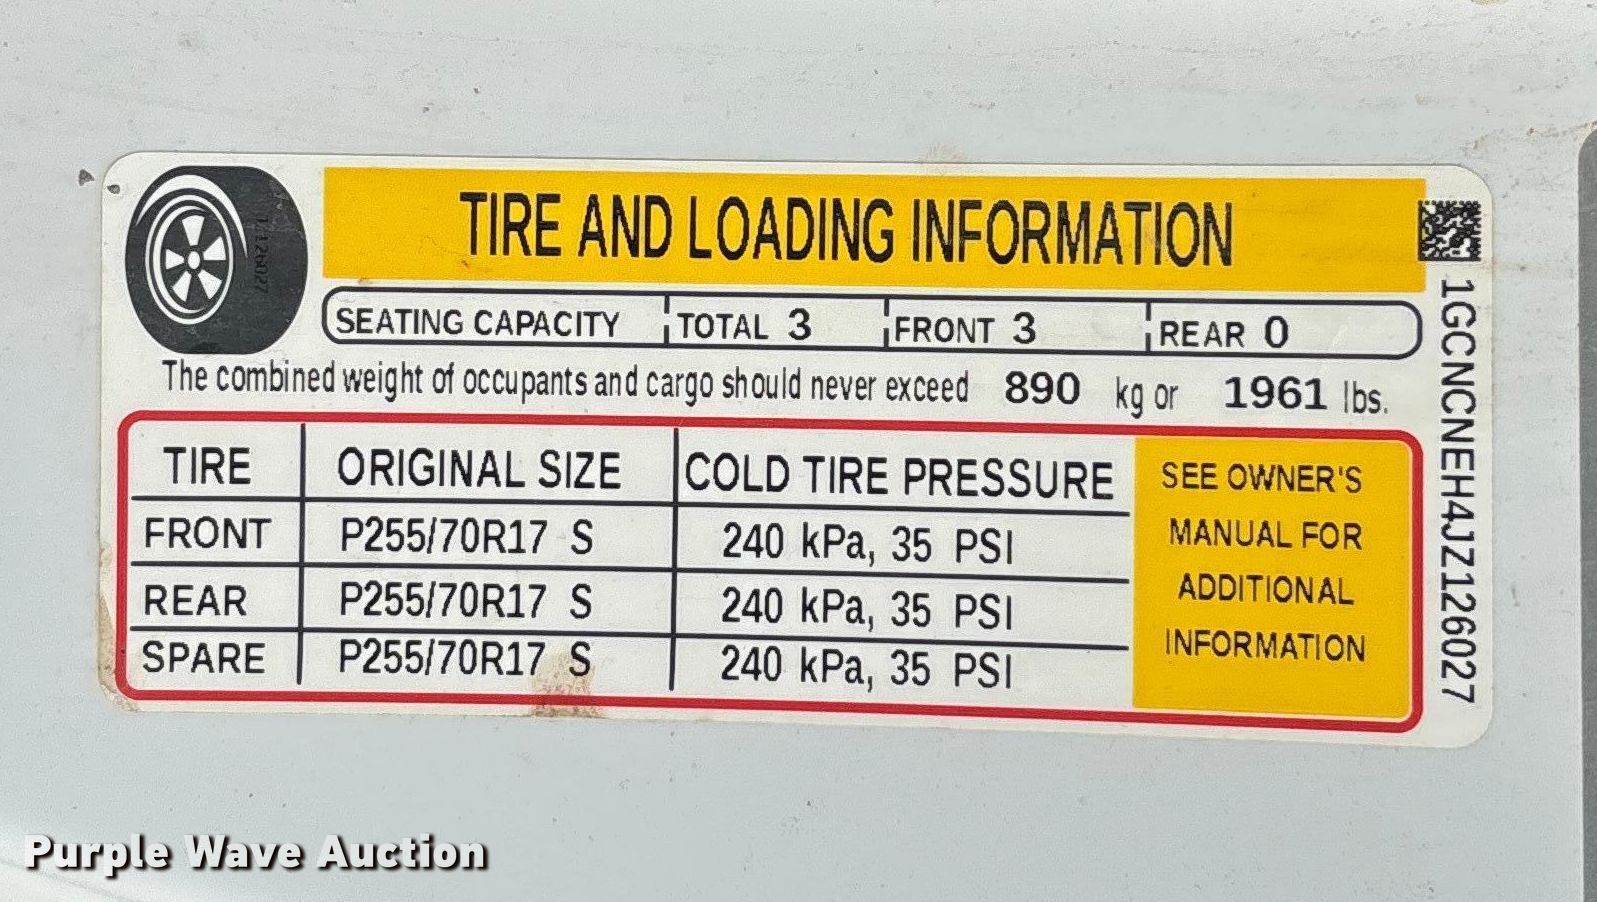 TIRE AND LOADING INFORMATION
SEATING CAPACITY TOTAL 3 FRONT 3 REAR 0
The combined weight of occupants and cargo should never exceed 890 kg or 1961 lbs.
TIRE ORIGINAL SIZE COLD TIRE PRESSURE
FRONT P255/70R17 S 240 kPa, 35 PSI
REAR P255/70R17 S 240 kPa, 35 PSI
SPARE P255/70R17 S 240 kPa, 35 PSI
SEE OWNER'S
MANUAL FOR
ADDITIONAL
INFORMATION
1GCNCNEH4JZ126027
Purple Wave Auction